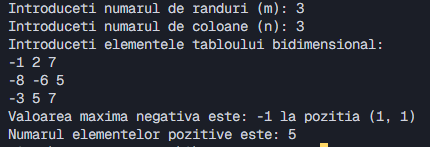 Introduceti numarul de randuri (m): 3
Introduceti numarul de coloane (n): 3
Introduceti elementele tabloului bidimensional:
-1 2 7
-8 -6 5
-3 5 7
Valoarea maxima negativa este: -1 la pozitia (1, 1)
Numarul elementelor pozitive este: 5